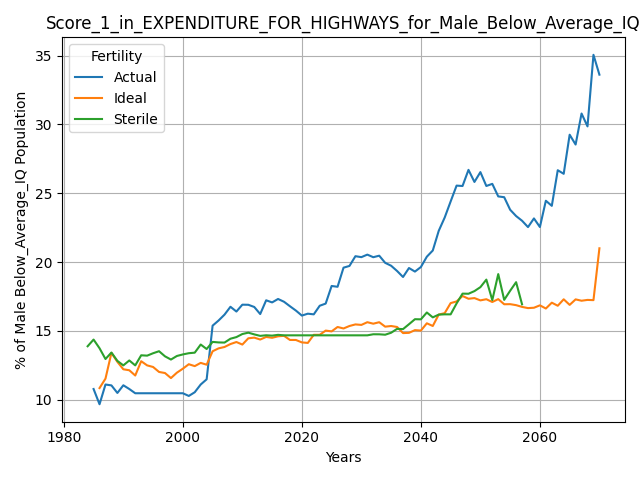 Score_1_in_EXPENDITURE_FOR_HIGHWAYS_for_Male_Below_Average_IQ
Fertility
Actual
Ideal
Sterile
% of Male Below_Average_IQ Population
35
30
25
20
15
10
1980
2000
2020
2040
2060
Years